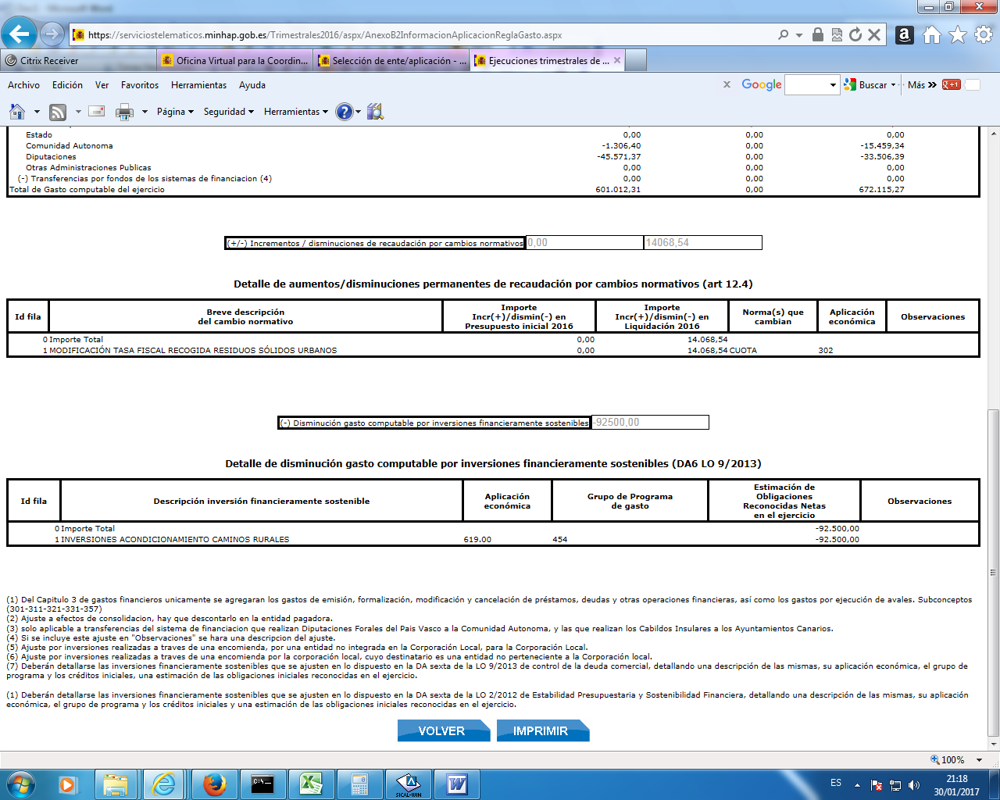 https://serviciostelematicos.minhap.gob.es/Trimestrales2016/aspx/AnexoB2InformacionAplicacionReglaGasto.aspx
Citrix Receiver
Oficina Virtual para la Coordin...
Selección de ente/aplicación - ...
Ejecuciones trimestrales de ...
Archivo Edición Ver Favoritos Herramientas Ayuda
x Google Buscar Más »
Página Seguridad Herramientas
Estado 0,00 0,00 0,00
Comunidad Autonoma -1.306,40 0,00 -15.459,34
Diputaciones -45.571,37 0,00 -33.506,39
Otras Administraciones Publicas 0,00 0,00 0,00
(-) Transferencias por fondos de los sistemas de financiacion (4) 0,00 0,00 0,00
Total de Gasto computable del ejercicio 601.012,31 0,00 672.115,27
(+/-) Incrementos / disminuciones de recaudación por cambios normativos 0,00 14068,54
Detalle de aumentos/disminuciones permanentes de recaudación por cambios normativos (art 12.4)
Id fila
Breve descripción
del cambio normativo
Importe
Incr(+)/dismin(-) en
Presupuesto inicial 2016
Importe
Incr(+)/dismin(-) en
Liquidación 2016
Norma(s) que
cambian
Aplicación
económica
Observaciones
0 Importe Total 0,00 14.068,54
1 MODIFICACIÓN TASA FISCAL RECOGIDA RESIDUOS SÓLIDOS URBANOS 0,00 14.068,54 CUOTA 302
(-) Disminución gasto computable por inversiones financieramente sostenibles -92500,00
Detalle de disminución gasto computable por inversiones financieramente sostenibles (DA6 LO 9/2013)
Id fila
Descripción inversión financieramente sostenible
Aplicación
económica
Grupo de Programa
de gasto
Estimación de
Obligaciones
Reconocidas Netas
en el ejercicio
Observaciones
0 Importe Total -92.500,00
1 INVERSIONES ACONDICIONAMIENTO CAMINOS RURALES 619.00 454 -92.500,00
(1) Del Capitulo 3 de gastos financieros unicamente se agregaran los gastos de emisión, formalización, modificación y cancelación de préstamos, deudas y otras operaciones financieras, así como los gastos por ejecución de avales. Subconceptos
(301-311-321-331-357)
(2) Ajuste a efectos de consolidacion, hay que descontarlo en la entidad pagadora.
(3) solo aplicable a transferencias del sistema de financiacion que realizan Diputaciones Forales del Pais Vasco a la Comunidad Autonoma, y las que realizan los Cabildos Insulares a los Ayuntamientos Canarios.
(4) Si se incluye este ajuste en "Observaciones" se hara una descripcion del ajuste.
(5) Ajuste por inversiones realizadas a traves de una encomienda, por una entidad no integrada en la Corporación Local, para la Corporación Local.
(6) Ajuste por inversiones realizadas a traves de una encomienda por la corporación local, cuyo destinatario es una entidad no perteneciente a la Corporación local.
(7) Deberán detallarse las inversiones financieramente sostenibles que se ajusten en lo dispuesto en la DA sexta de la LO 9/2013 de control de la deuda comercial, detallando una descripción de las mismas, su aplicación económica, el grupo de
programa y los créditos iniciales, una estimación de las obligaciones iniciales reconocidas en el ejercicio.
(1) Deberán detallarse las inversiones financieramente sostenibles que se ajusten en lo dispuesto en la DA sexta de la LO 2/2012 de Estabilidad Presupuestaria y Sostenibilidad Financiera, detallando una descripción de las mismas, su aplicación
económica, el grupo de programa y los créditos iniciales y una estimación de las obligaciones iniciales reconocidas en el ejercicio.
VOLVER IMPRIMIR
100%
SICAL-WIN
ES
21:18
30/01/2017